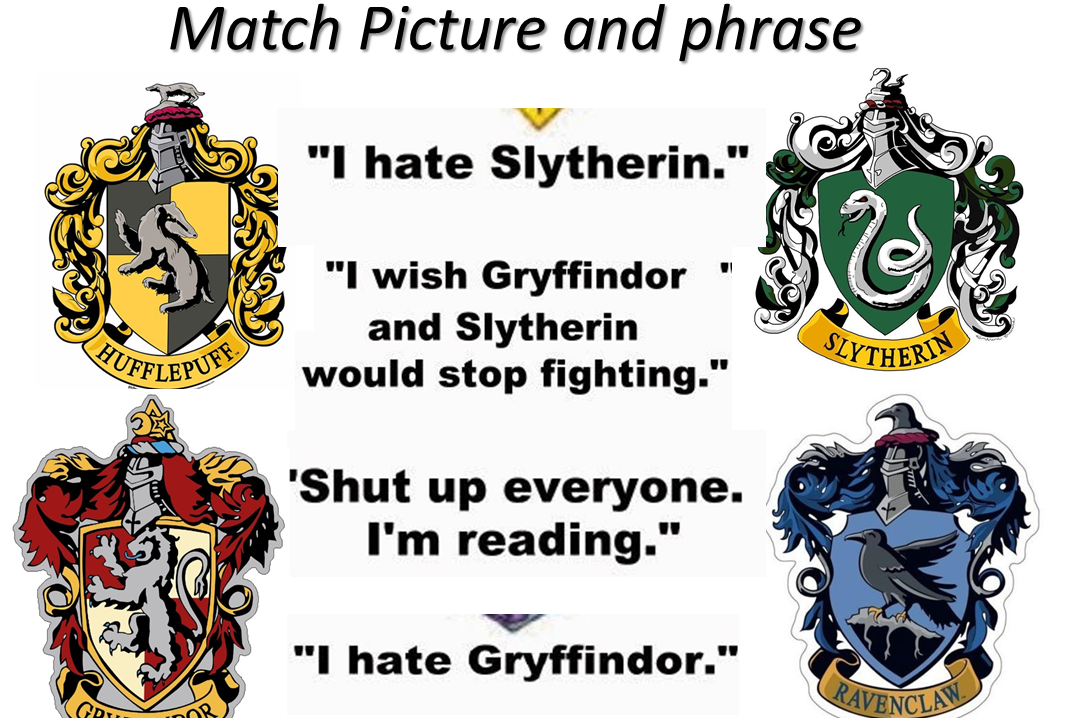 Match Picture and phrase
"I hate Slytherin."
"I wish Gryffindor "
and Slytherin
would stop fighting."
HUFFLEPUFF
SLYTHERIN
'Shut up everyone.
I'm reading."
"I hate Gryffindor."
RAVENCLAW